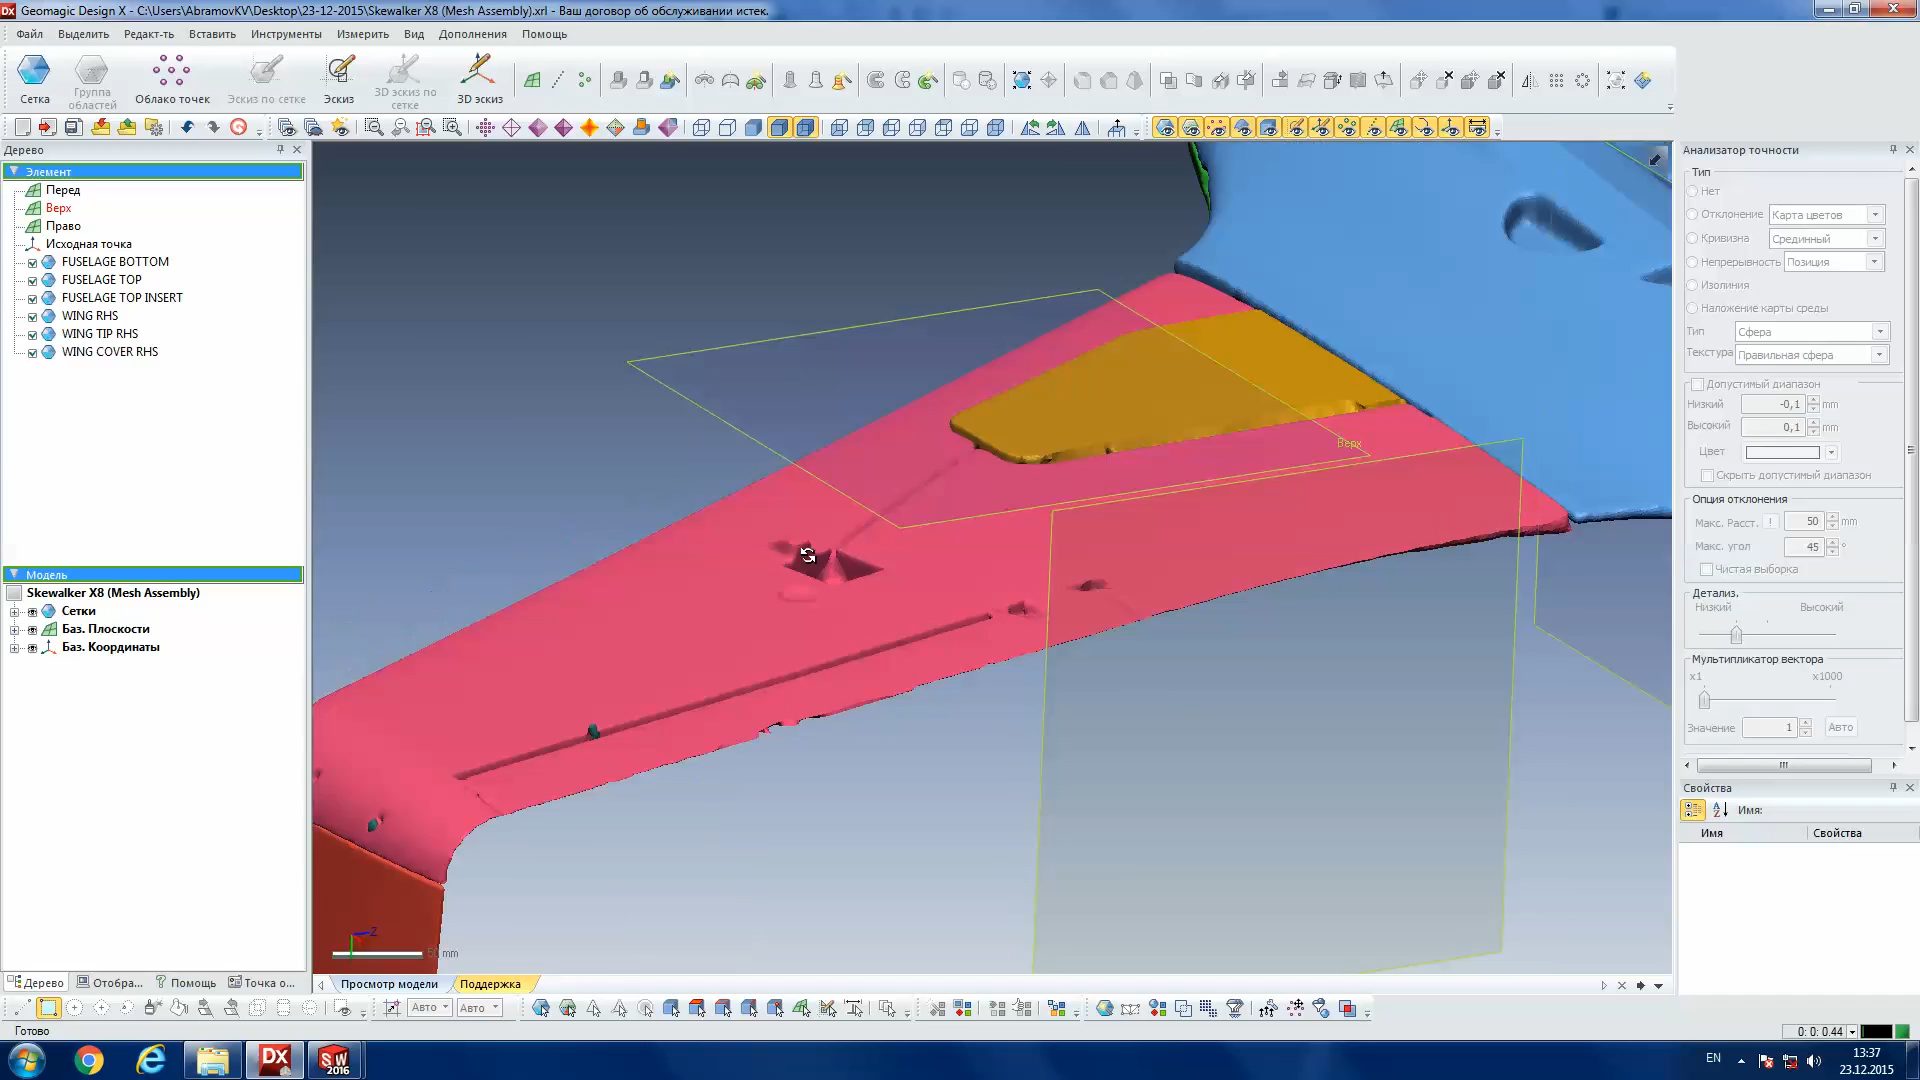 Geomagic Design X - C:\Users\AbramovKV\Desktop\23-12-2015\Skewalker X8 (Mesh Assembly).xrl - Ваш договор об обслуживании истек.
Файл Выделить Редакт-ть Вставить Инструменты Измерить Вид Дополнения Помощь
Сетка
Группа областей
Облако точек
Эскиз по сетке
Эскиз
3D эскиз по сетке
3D эскиз
Дерево
Элемент
Перед
Верх
Право
Исходная точка
FUSELAGE BOTTOM
FUSELAGE TOP
FUSELAGE TOP INSERT
WING RHS
WING TIP RHS
WING COVER RHS
Модель
Skewalker X8 (Mesh Assembly)
Сетки
Баз. Плоскости
Баз. Координаты
Дерево Отобра... Помощь Точка о...
Верх
Z
mm
Просмотр модели Поддержка
Анализатор точности
Тип
Нет
Отклонение Карта цветов
Кривизна Срединный
Непрерывность Позиция
Изолиния
Наложение карты среды
Тип Сфера
Текстура Правильная сфера
Допустимый диапазон
Низкий -0,1 mm
Высокий 0,1 mm
Цвет
Скрыть допустимый диапазон
Опция отклонения
Макс. Расст. ! 50 mm
Макс. угол 45 °
Чистая выборка
Детализ.
Низкий Высокий
Мультипликатор вектора
x1 x1000
Значение 1 Авто
Свойства
Имя:
Имя Свойства
Авто Авто
Готово
0: 0: 0.44
DX
SW 2016
EN
13:37
23.12.2015